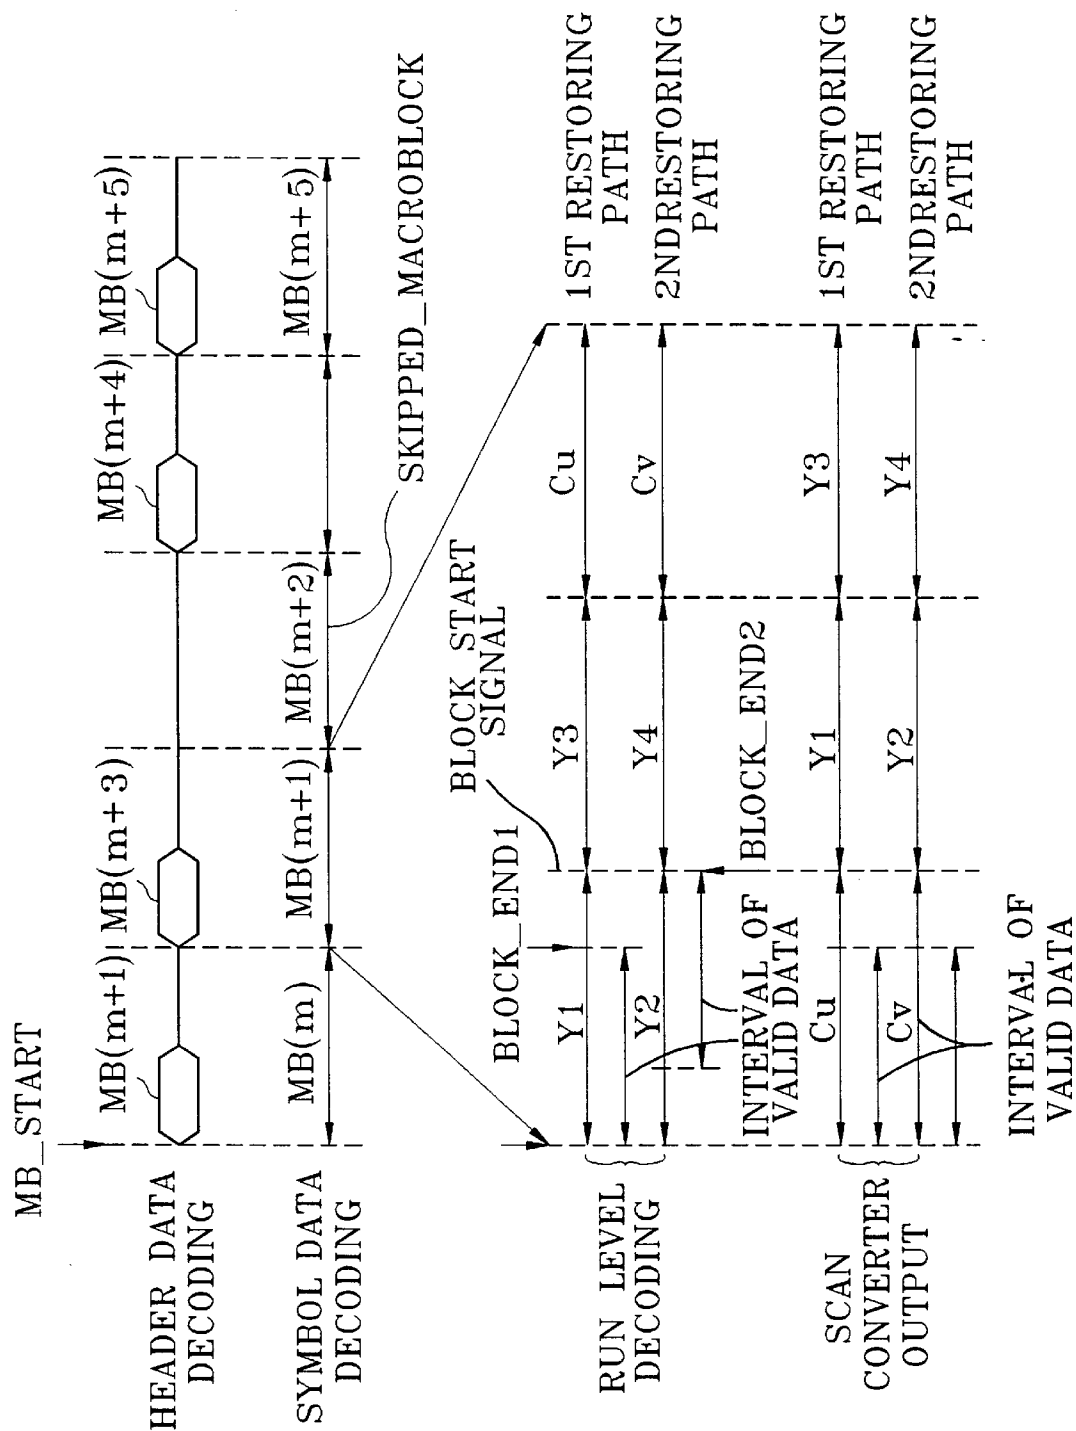 MB_START
HEADER DATA
DECODING
MB(m+1)
MB(m+3)
MB(m+4)
MB(m+5)
SYMBOL DATA
DECODING
MB(m)
MB(m+1)
MB(m+2)
MB(m+5)
SKIPPED_MACROBLOCK
BLOCK_END1
BLOCK START
SIGNAL
RUN LEVEL
DECODING
Y1
Y3
Cu
1ST RESTORING
PATH
Y2
Y4
Cv
2NDRESTORING
PATH
INTERVAL OF
VALID DATA
BLOCK_END2
SCAN
CONVERTER
OUTPUT
Cu
Y1
Y3
1ST RESTORING
PATH
Cv
Y2
Y4
2NDRESTORING
PATH
INTERVAL OF
VALID DATA